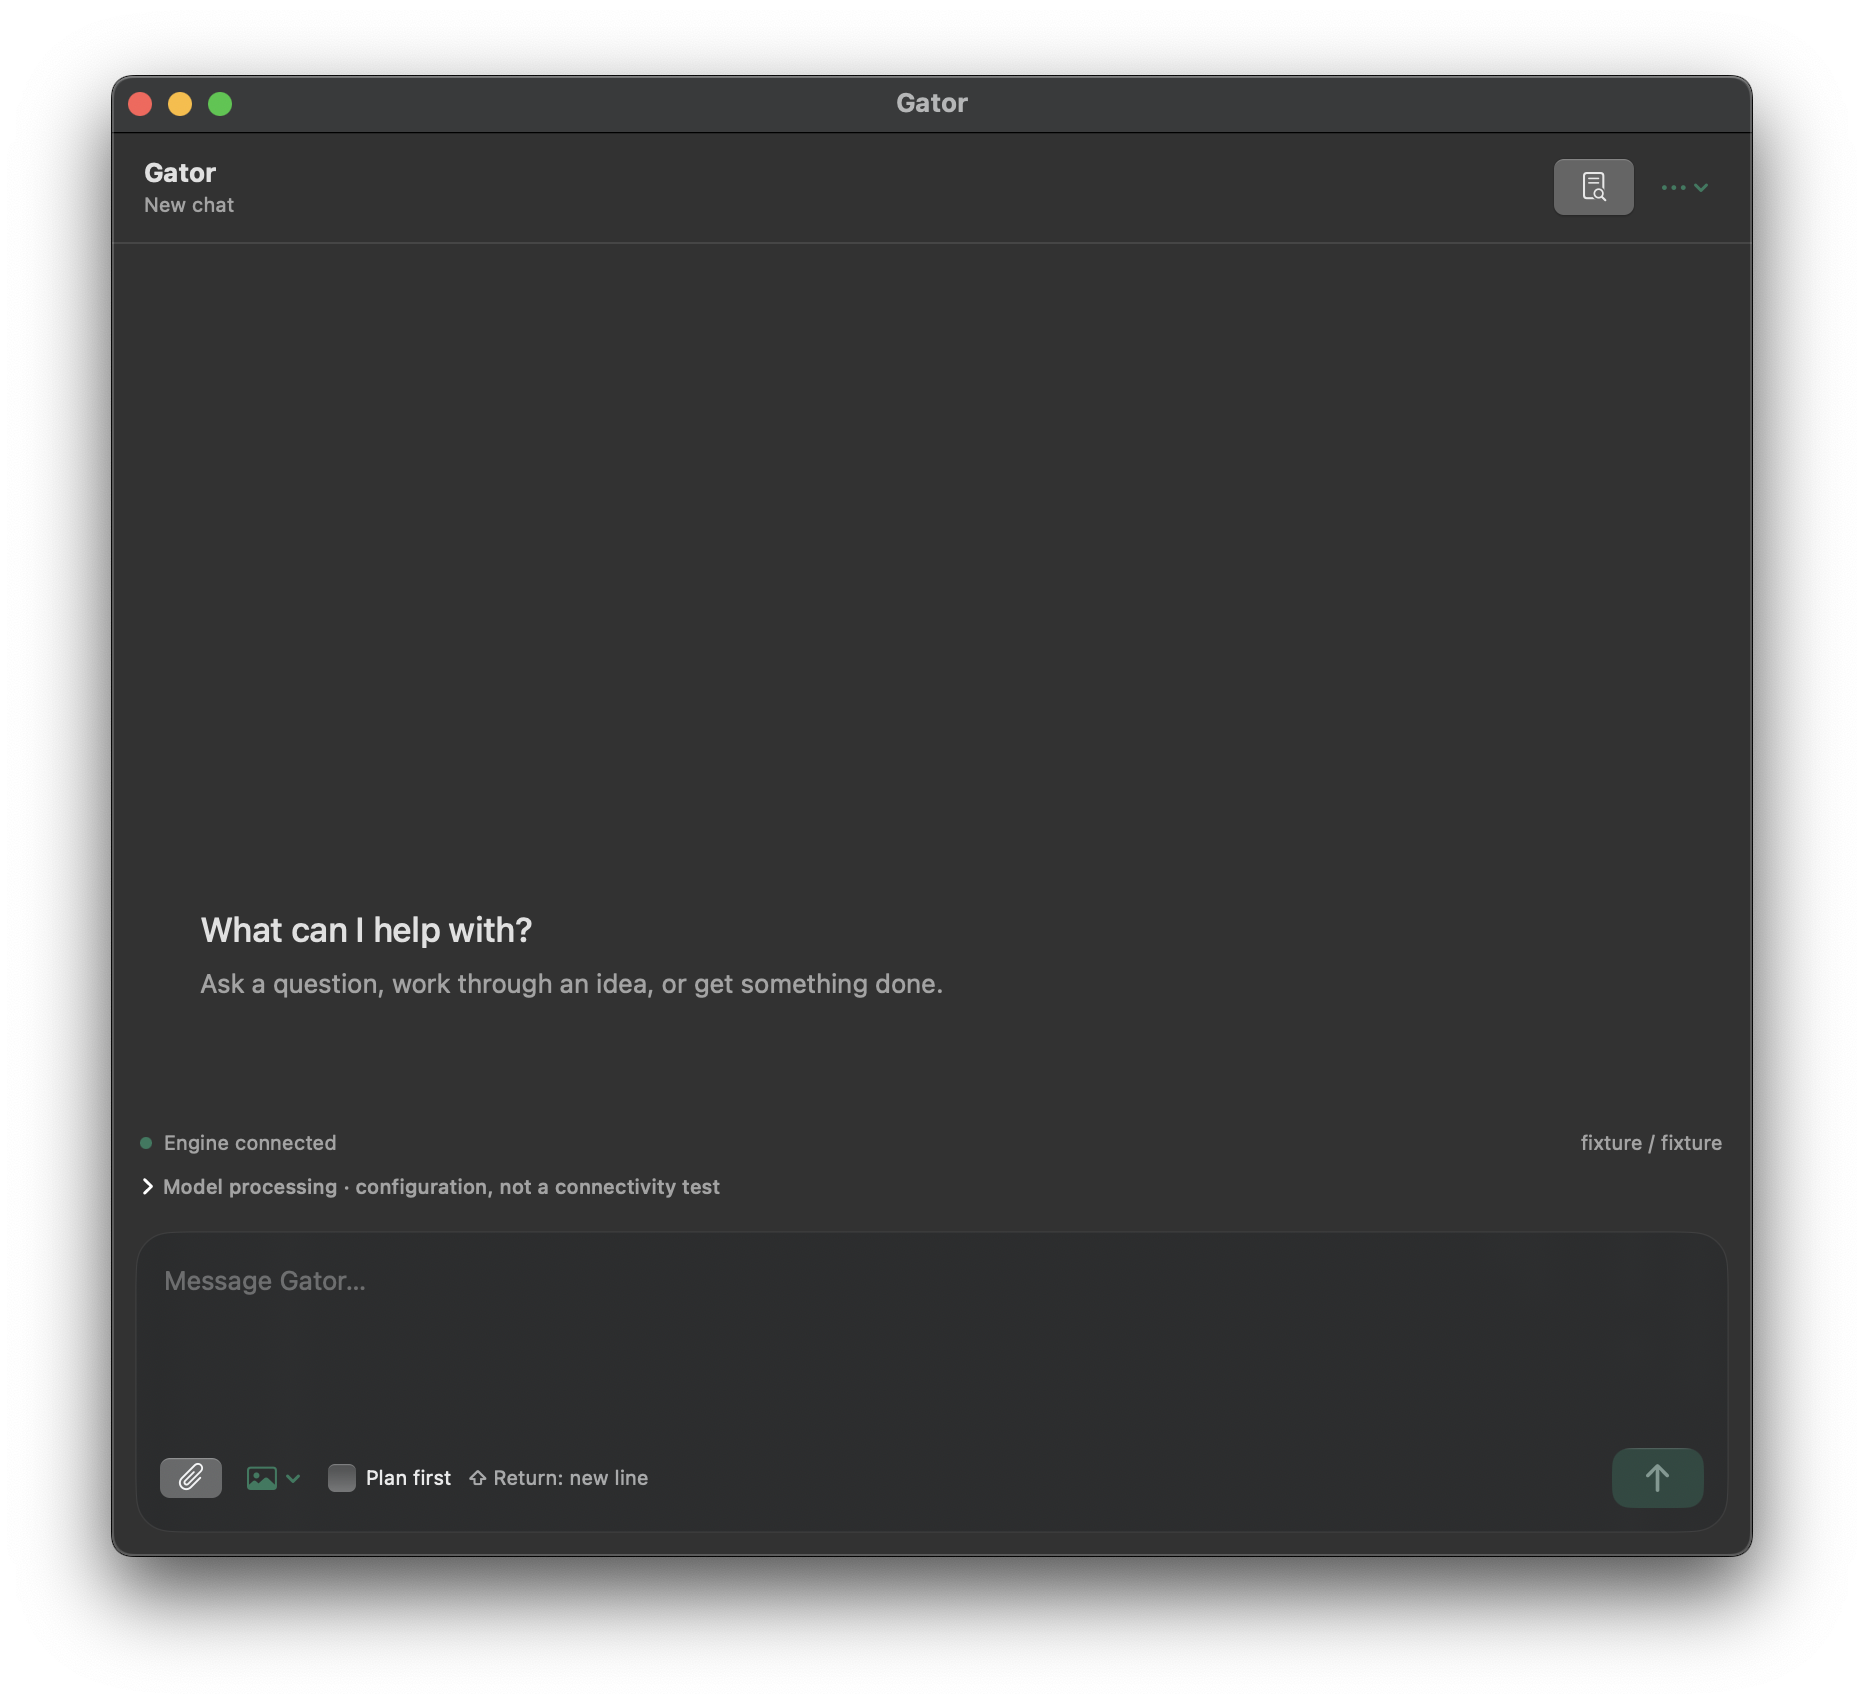 Gator
Gator
New chat
What can I help with?
Ask a question, work through an idea, or get something done.
Engine connected
fixture / fixture
Model processing · configuration, not a connectivity test
Message Gator...
Plan first
⇧ Return: new line